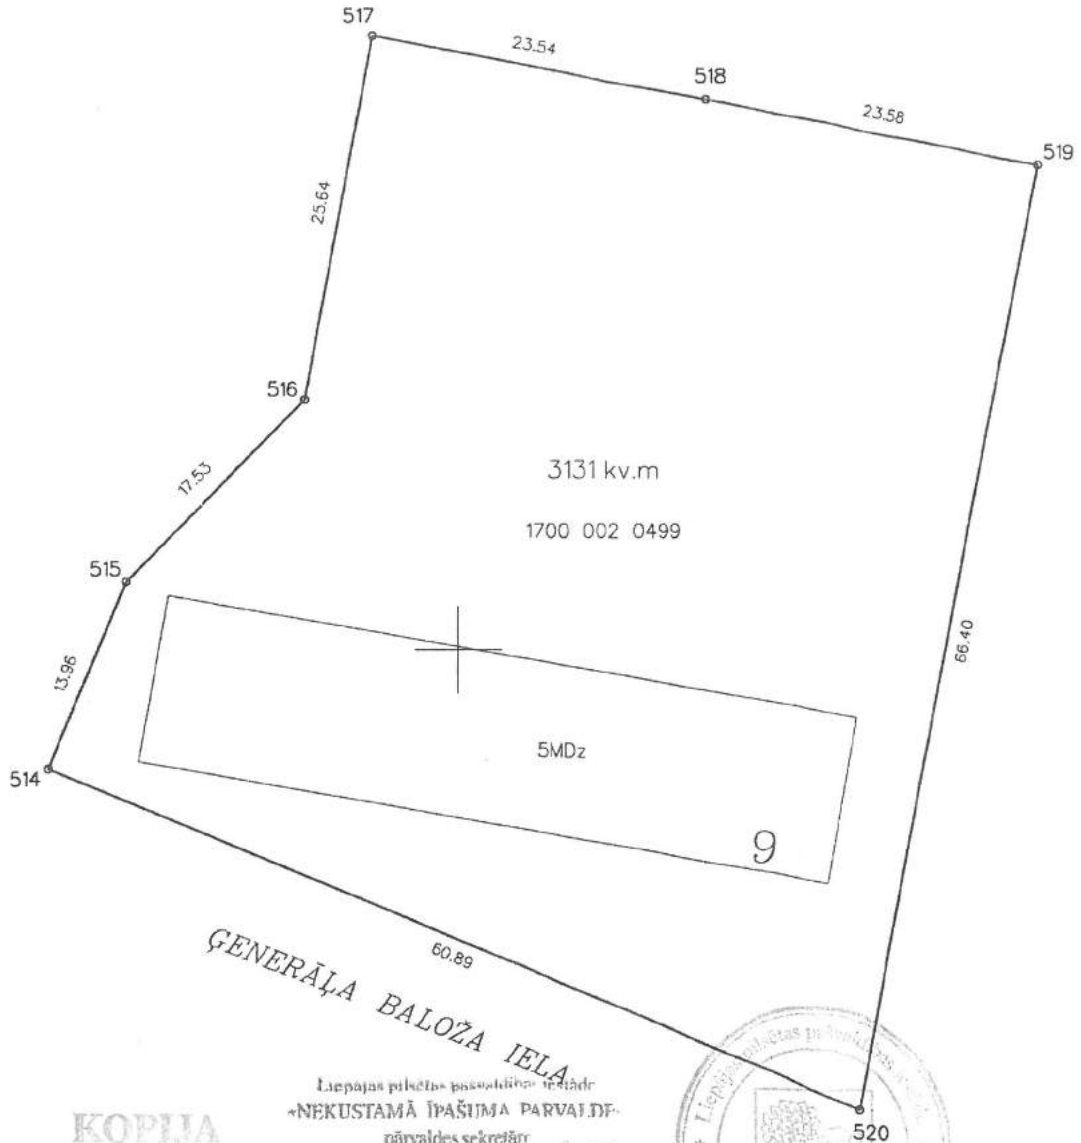 517
23.54
518
23.58
519
25.64
516
17.53
3131 kv.m
1700 002 0499
515
13.96
66.40
5MDz
514
9
60.89
ĢENERĀĻA BALOŽA IELA
Liepājas pilsētas pašvaldības iestāde
"NEKUSTAMĀ ĪPAŠUMA PĀRVALDE"
KOPIJA
pārvaldes sekretāre
Liepājas pilsētas
520